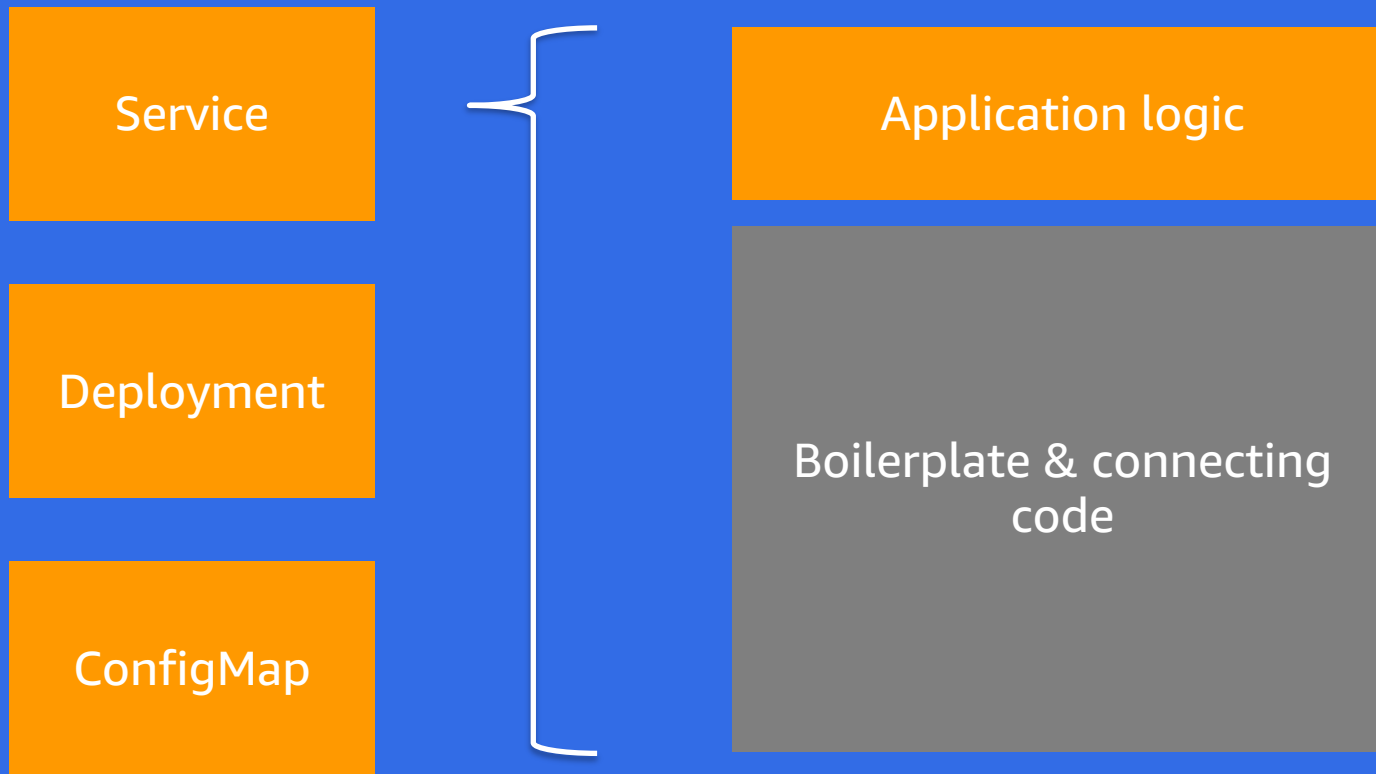 Service
Application logic
Deployment
Boilerplate & connecting
code
ConfigMap